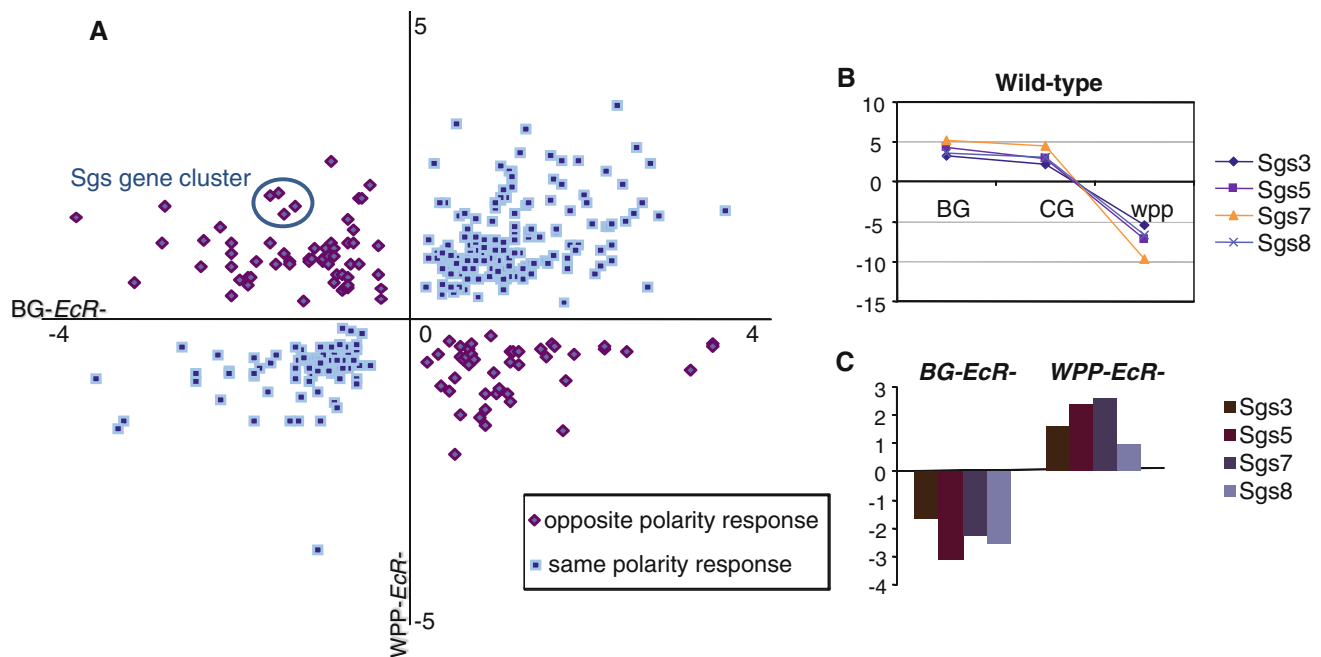 A
5
Sgs gene cluster
BG-EcR-
-4
0
4
WPP-EcR-
-5
opposite polarity response
same polarity response
B
Wild-type
10
5
0
-5
-10
-15
BG
CG
wpp
Sgs3
Sgs5
Sgs7
Sgs8
C
BG-EcR-
WPP-EcR-
3
2
1
0
-1
-2
-3
-4
Sgs3
Sgs5
Sgs7
Sgs8